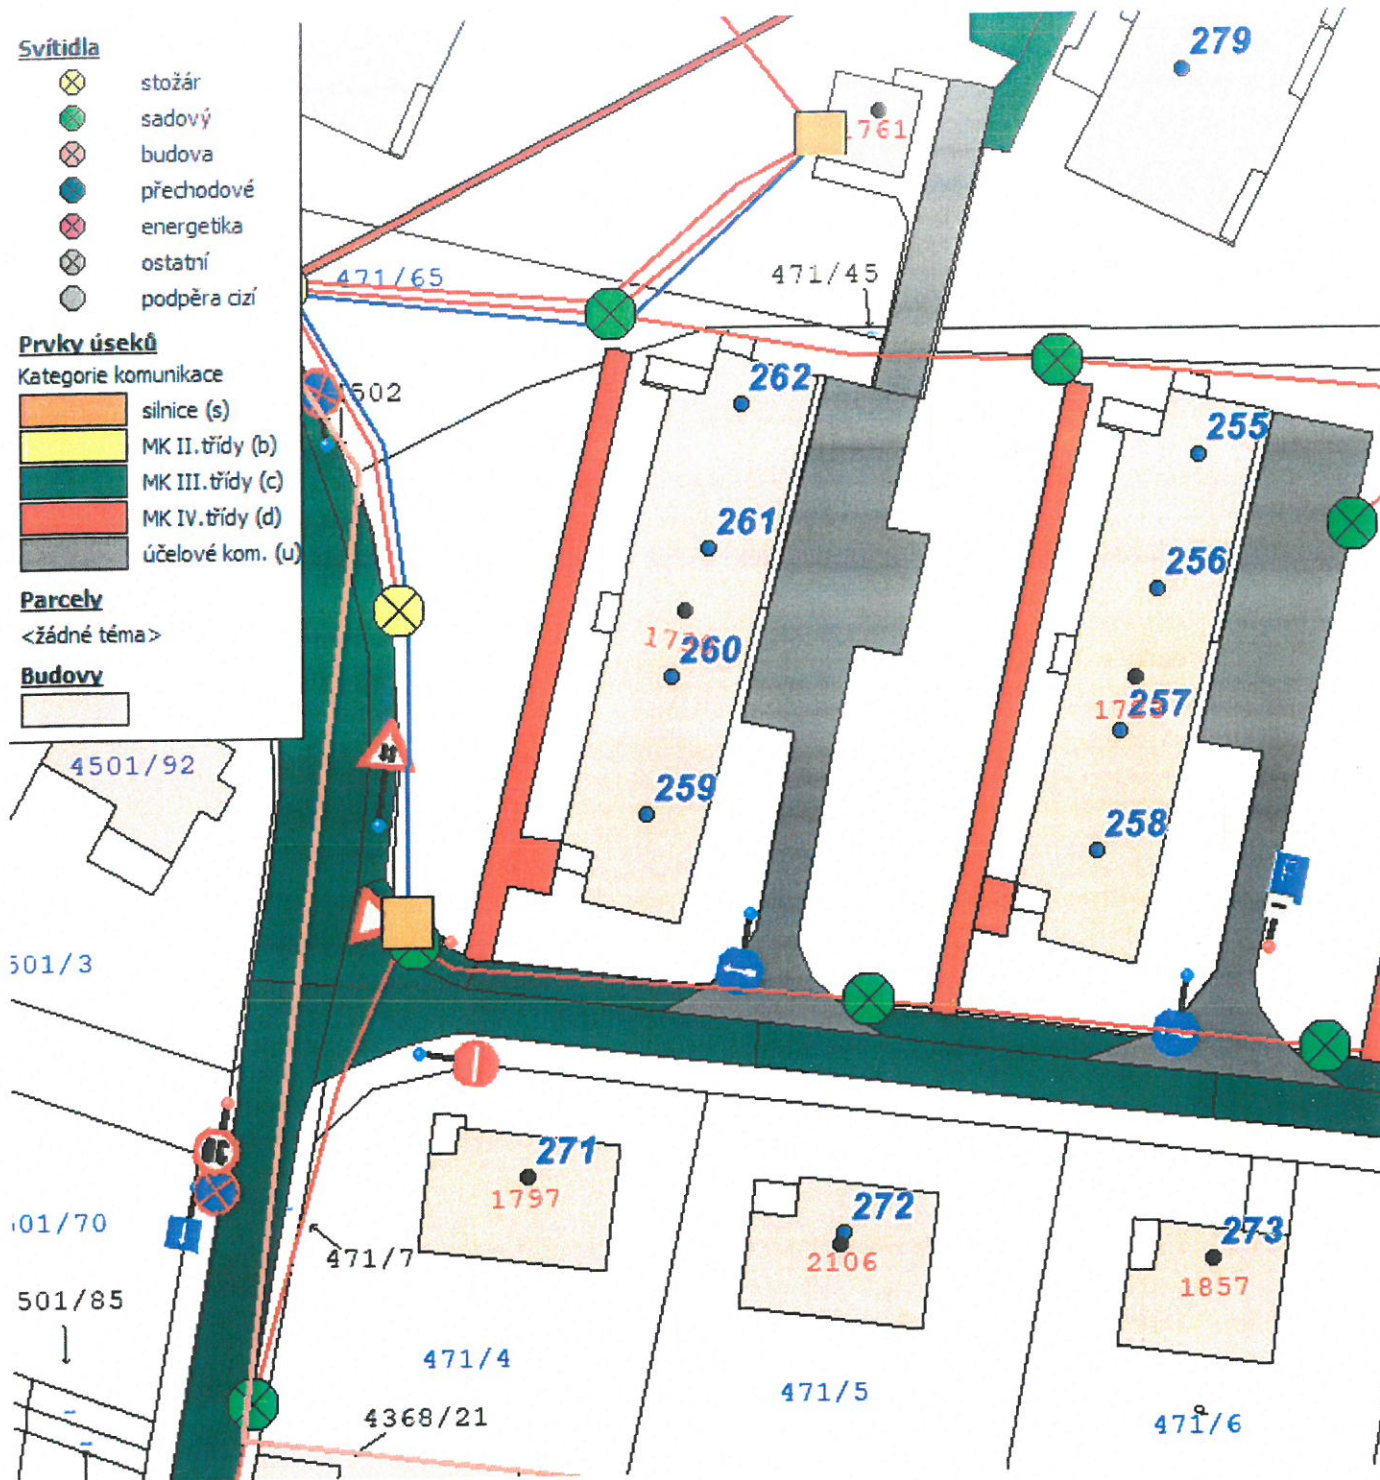 Svítidla
stožár
sadový
budova
přechodové
energetika
ostatní
podpěra cizí
Prvky úseků
Kategorie komunikace
silnice (s)
MK II.třídy (b)
MK III.třídy (c)
MK IV.třídy (d)
účelové kom. (u)
Parcely
<žádné téma>
Budovy
279
761
471/65
471/45
502
262
255
261
256
260
257
259
258
4501/92
501/3
271
1797
272
2106
273
1857
01/70
471/7
501/85
471/4
471/5
4368/21
471/6